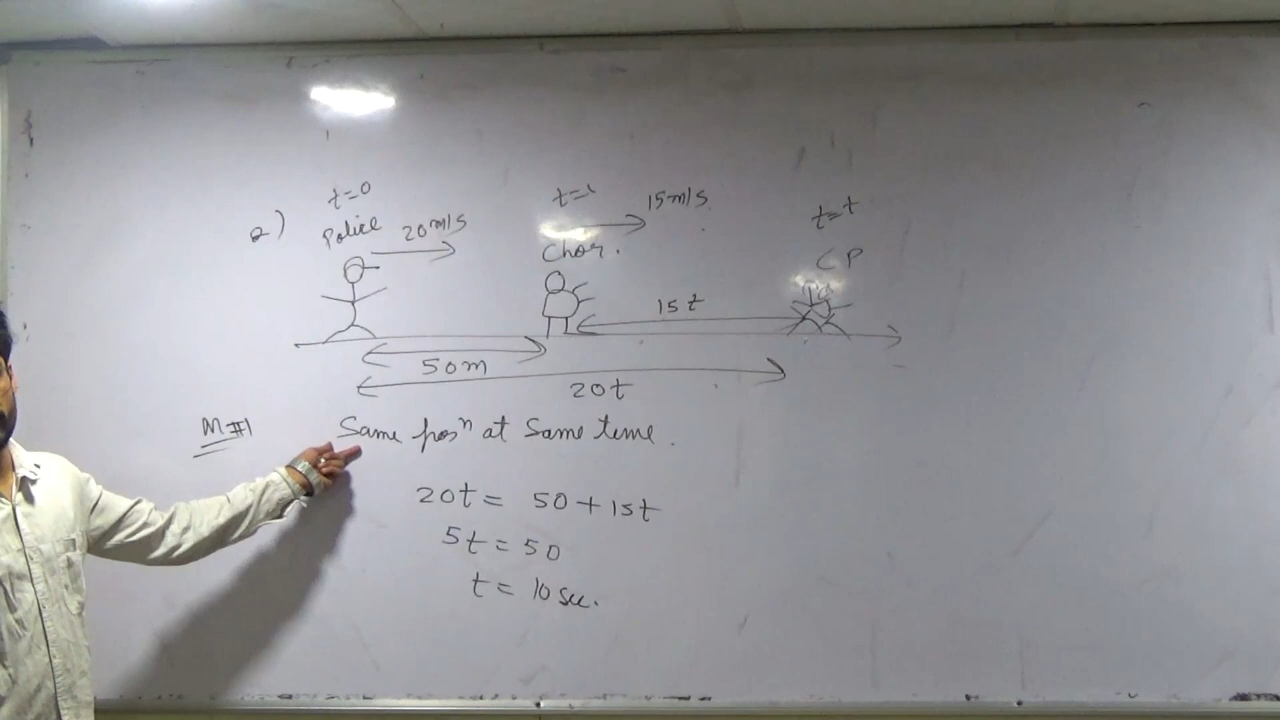 t=0
t=
15m/s
t=t
2)
Police
20m/s
Chor.
C P
15t
50m
20t
M#1
Same posⁿ at Same time.
20t = 50+15t
5t = 50
t = 10 sec.